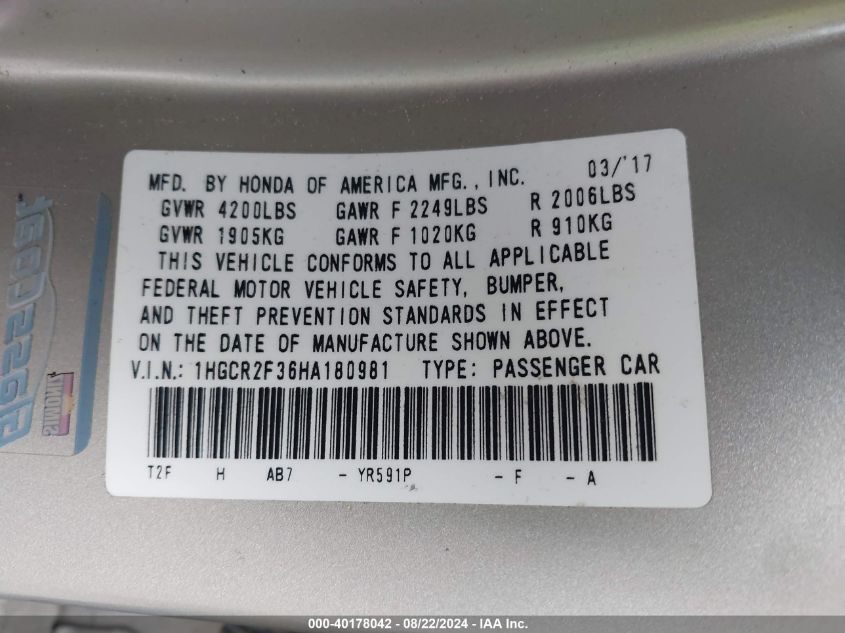 MFD. BY HONDA OF AMERICA MFG., INC. 03/'17
GVWR 4200LBS GAWR F 2249LBS R 2006LBS
GVWR 1905KG GAWR F 1020KG R 910KG
THIS VEHICLE CONFORMS TO ALL APPLICABLE
FEDERAL MOTOR VEHICLE SAFETY, BUMPER,
AND THEFT PREVENTION STANDARDS IN EFFECT
ON THE DATE OF MANUFACTURE SHOWN ABOVE.
V.I.N.: 1HGCR2F36HA180981 TYPE: PASSENGER CAR
T2F H AB7 - YR591P - F - A
000-40178042 / 08/22/2024 - IAA Inc.